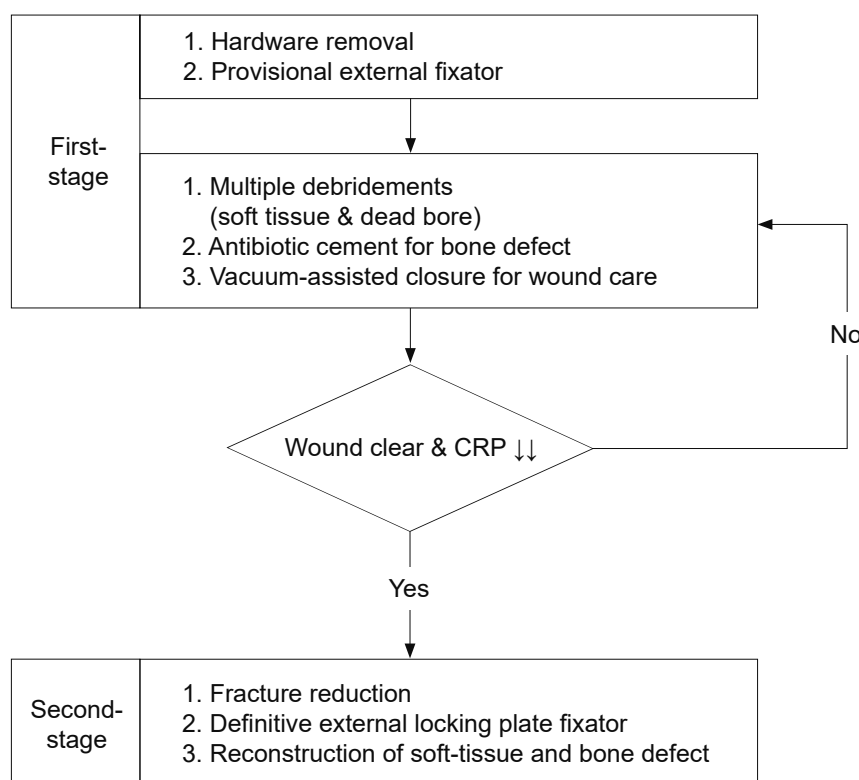 1. Hardware removal
2. Provisional external fixator
First-
stage
1. Multiple debridements
(soft tissue & dead bore)
2. Antibiotic cement for bone defect
3. Vacuum-assisted closure for wound care
No
Wound clear & CRP ↓↓
Yes
Second-
stage
1. Fracture reduction
2. Definitive external locking plate fixator
3. Reconstruction of soft-tissue and bone defect